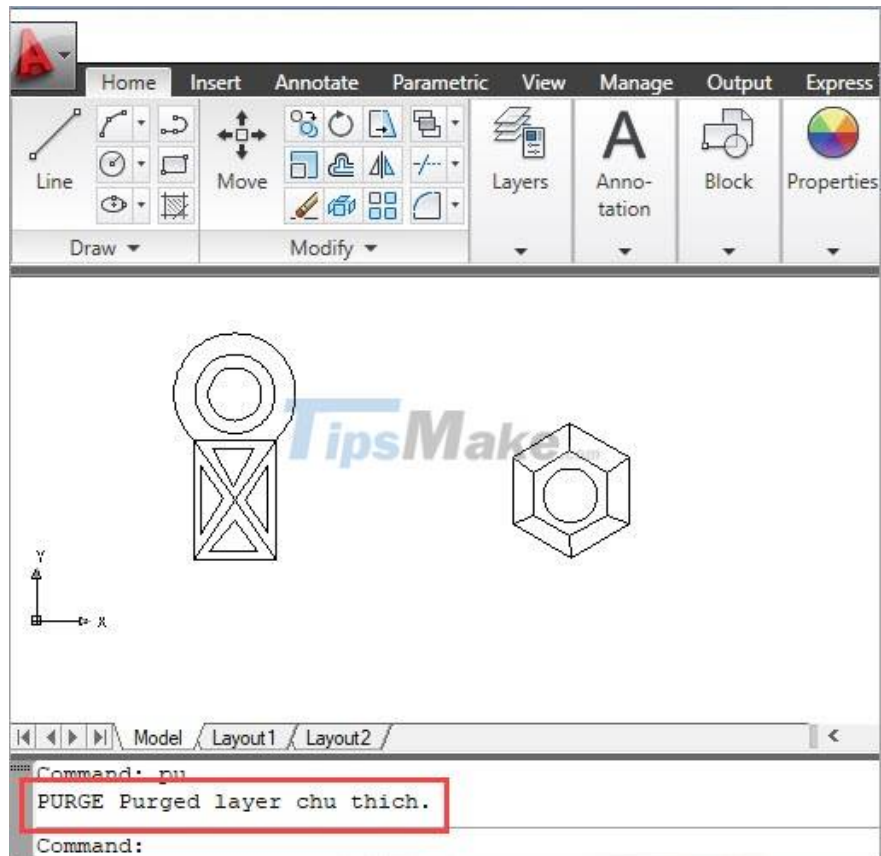 Home Insert Annotate Parametric View Manage Output Express
Line
Move
Layers
Anno-
tation
Block
Properties
Draw
Modify
TipsMake.com
Y
X
Model Layout1 Layout2
Command: pu
PURGE Purged layer chu thich.
Command: